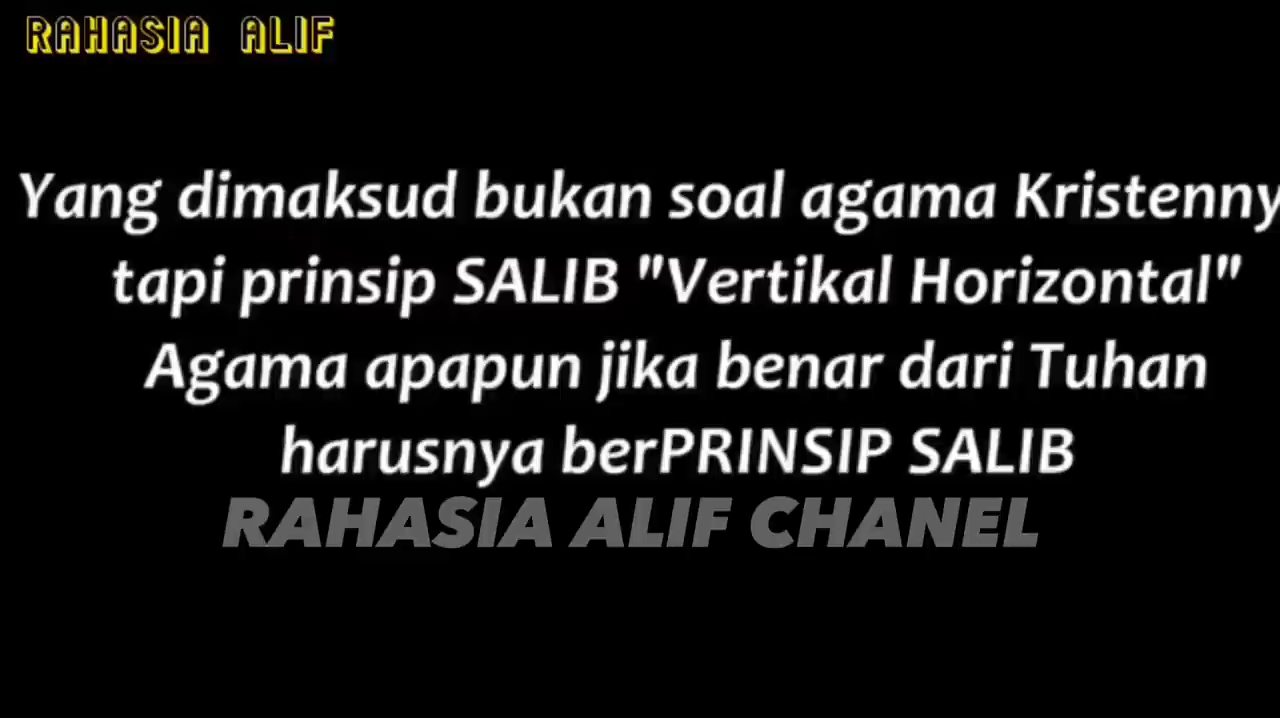 RAHASIA ALIF
Yang dimaksud bukan soal agama Kristenny
tapi prinsip SALIB "Vertikal Horizontal"
Agama apapun jika benar dari Tuhan
harusnya berPRINSIP SALIB
RAHASIA ALIF CHANEL